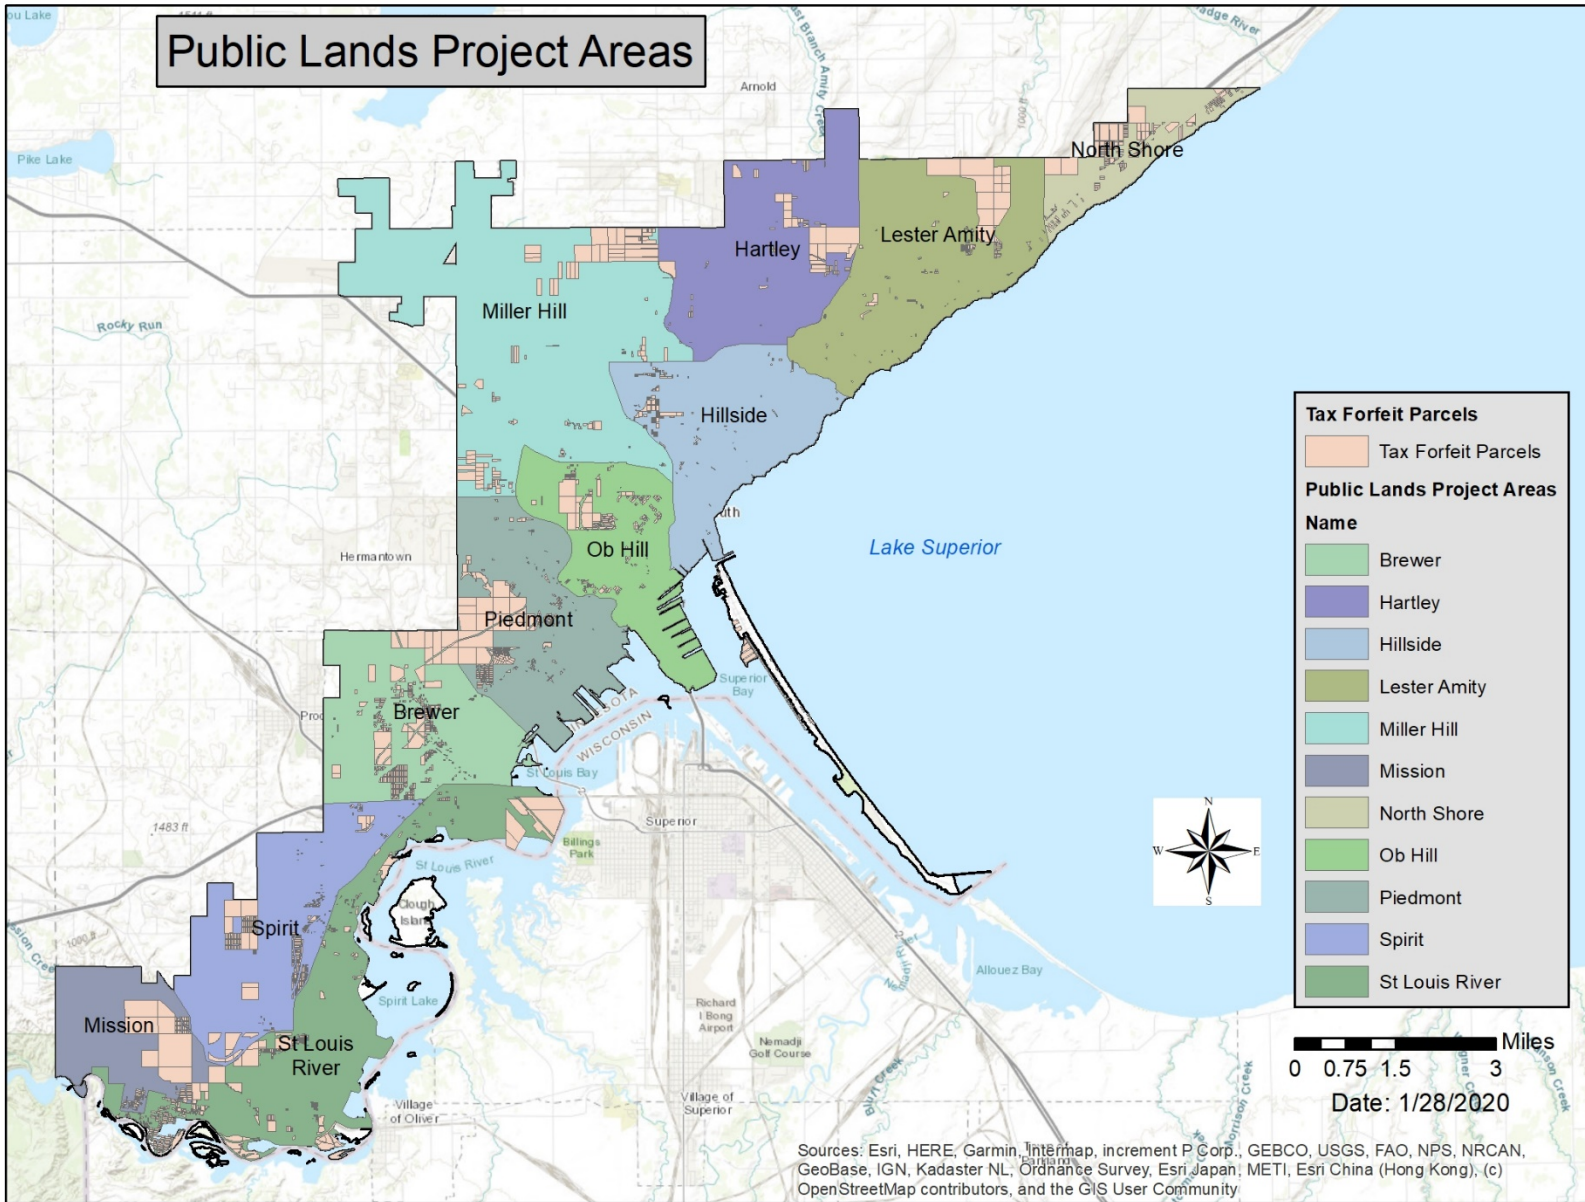 Public Lands Project Areas
Arnold
Pike Lake
North Shore
Hartley
Lester Amity
Miller Hill
Rocky Run
Hillside
Lake Superior
Hermantown
Ob Hill
Piedmont
Superior
Bay
Brewer
WISCONSIN
St Louis Bay
1483 ft
Superior
Billings
Park
St Louis River
Clough
Island
Spirit
Spirit Lake
Allouez Bay
Richard
I Bong
Airport
Mission
St Louis
River
Nemadji
Golf Course
Village
of Oliver
Village of
Superior
Tax Forfeit Parcels
Tax Forfeit Parcels
Public Lands Project Areas
Name
Brewer
Hartley
Hillside
Lester Amity
Miller Hill
Mission
North Shore
Ob Hill
Piedmont
Spirit
St Louis River
N
W
E
S
Miles
0 0.75 1.5 3
Date: 1/28/2020
Sources: Esri, HERE, Garmin, Intermap, increment P Corp., GEBCO, USGS, FAO, NPS, NRCAN,
GeoBase, IGN, Kadaster NL, Ordnance Survey, Esri Japan, METI, Esri China (Hong Kong), (c)
OpenStreetMap contributors, and the GIS User Community